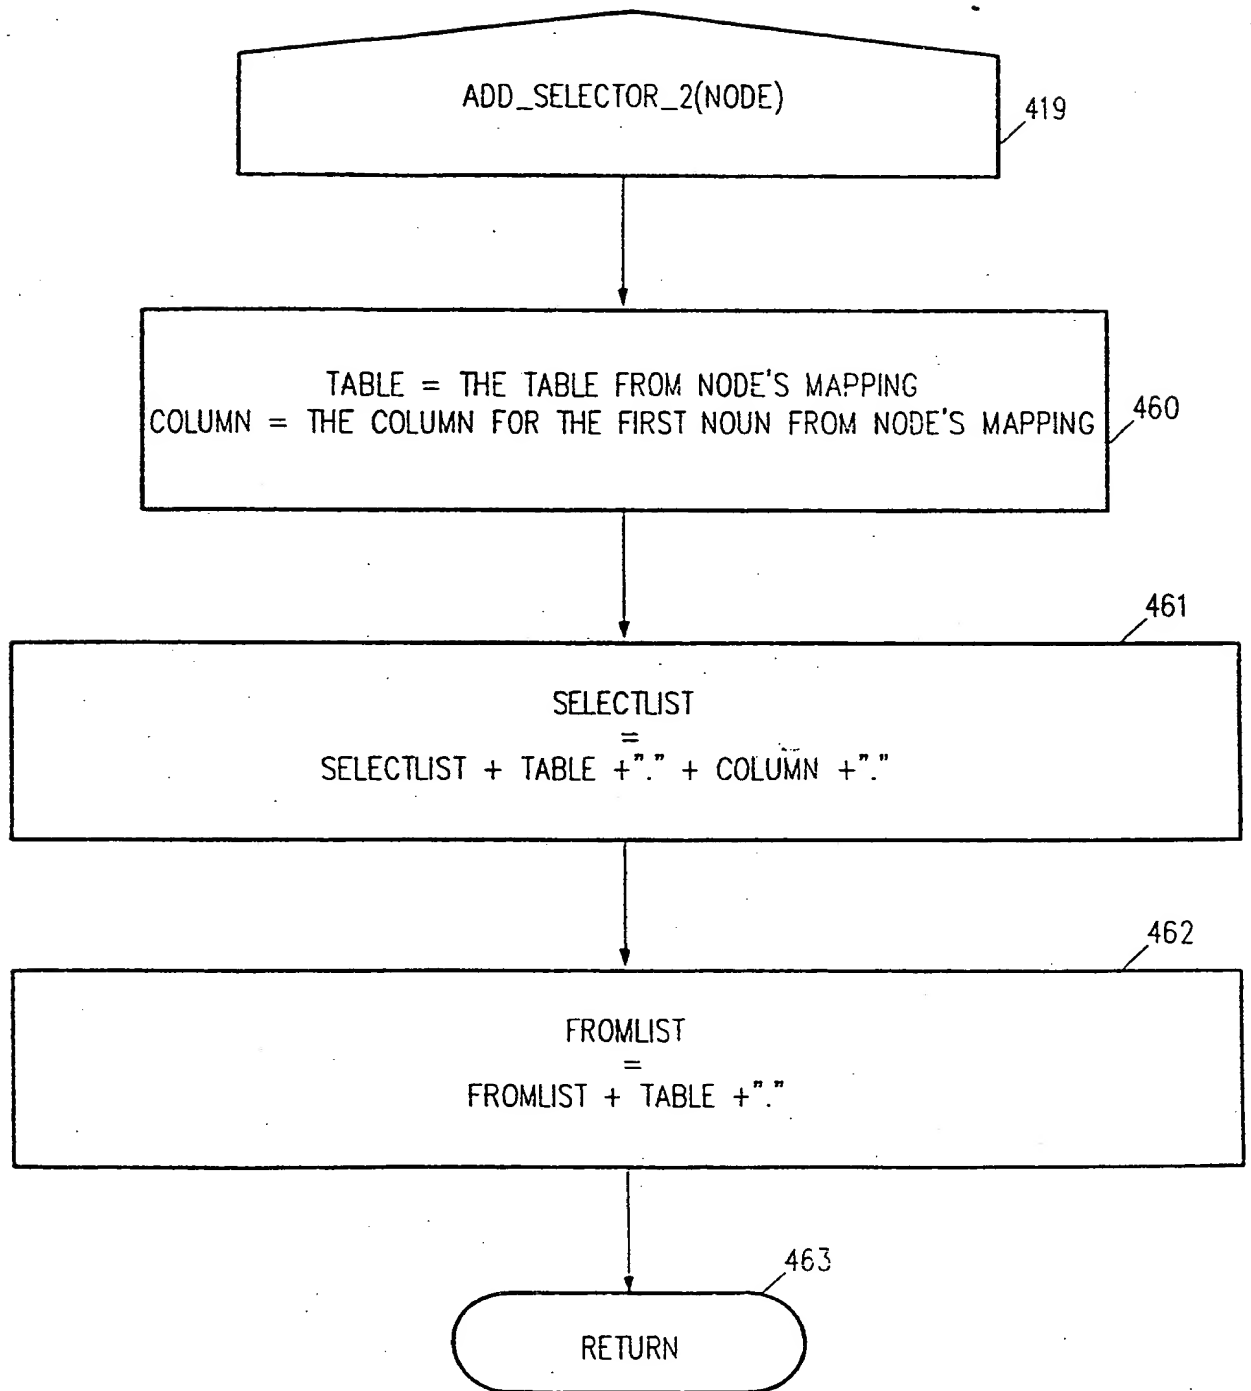 ADD_SELECTOR_2(NODE)
419
TABLE = THE TABLE FROM NODE'S MAPPING
COLUMN = THE COLUMN FOR THE FIRST NOUN FROM NODE'S MAPPING
460
461
SELECTLIST
=
SELECTLIST + TABLE +"." + COLUMN +"."
462
FROMLIST
=
FROMLIST + TABLE +"."
463
RETURN